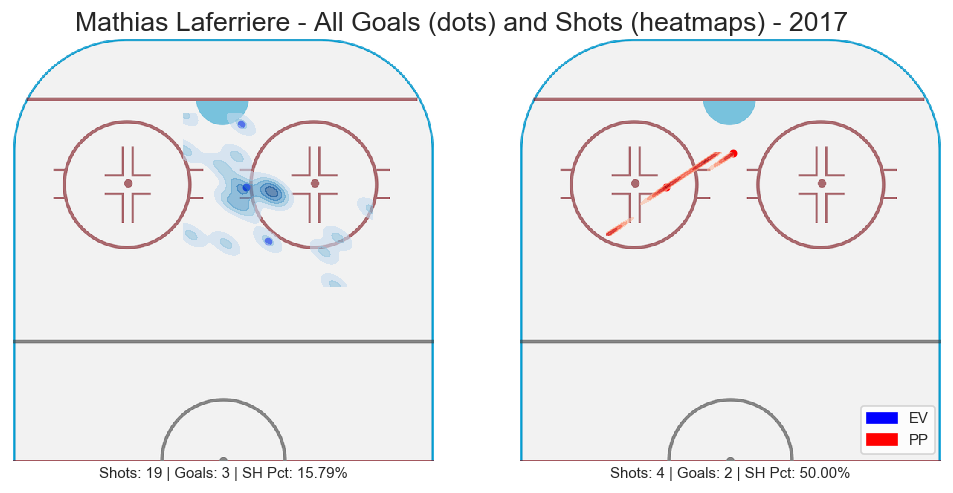 Mathias Laferriere - All Goals (dots) and Shots (heatmaps) - 2017
EV
PP
Shots: 19 | Goals: 3 | SH Pct: 15.79%
Shots: 4 | Goals: 2 | SH Pct: 50.00%